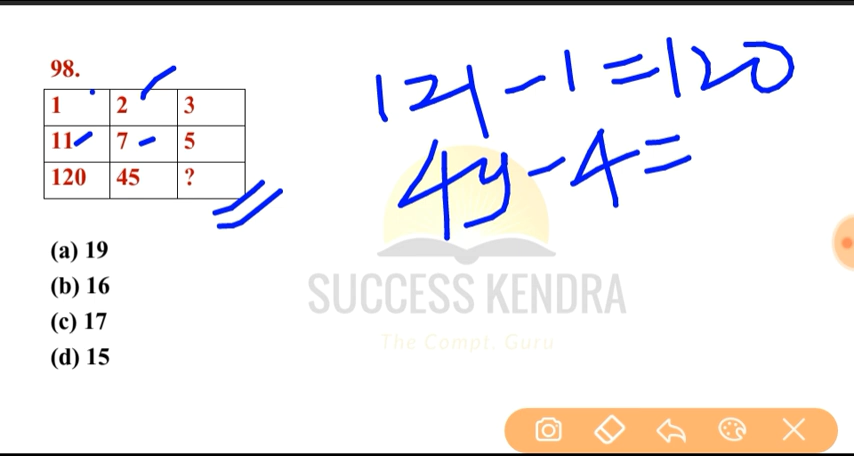 98.
1 2 3
11 7 5
120 45 ?
(a) 19
(b) 16
(c) 17
(d) 15
121-1=120
49-4=
SUCCESS KENDRA
The Compt. Guru